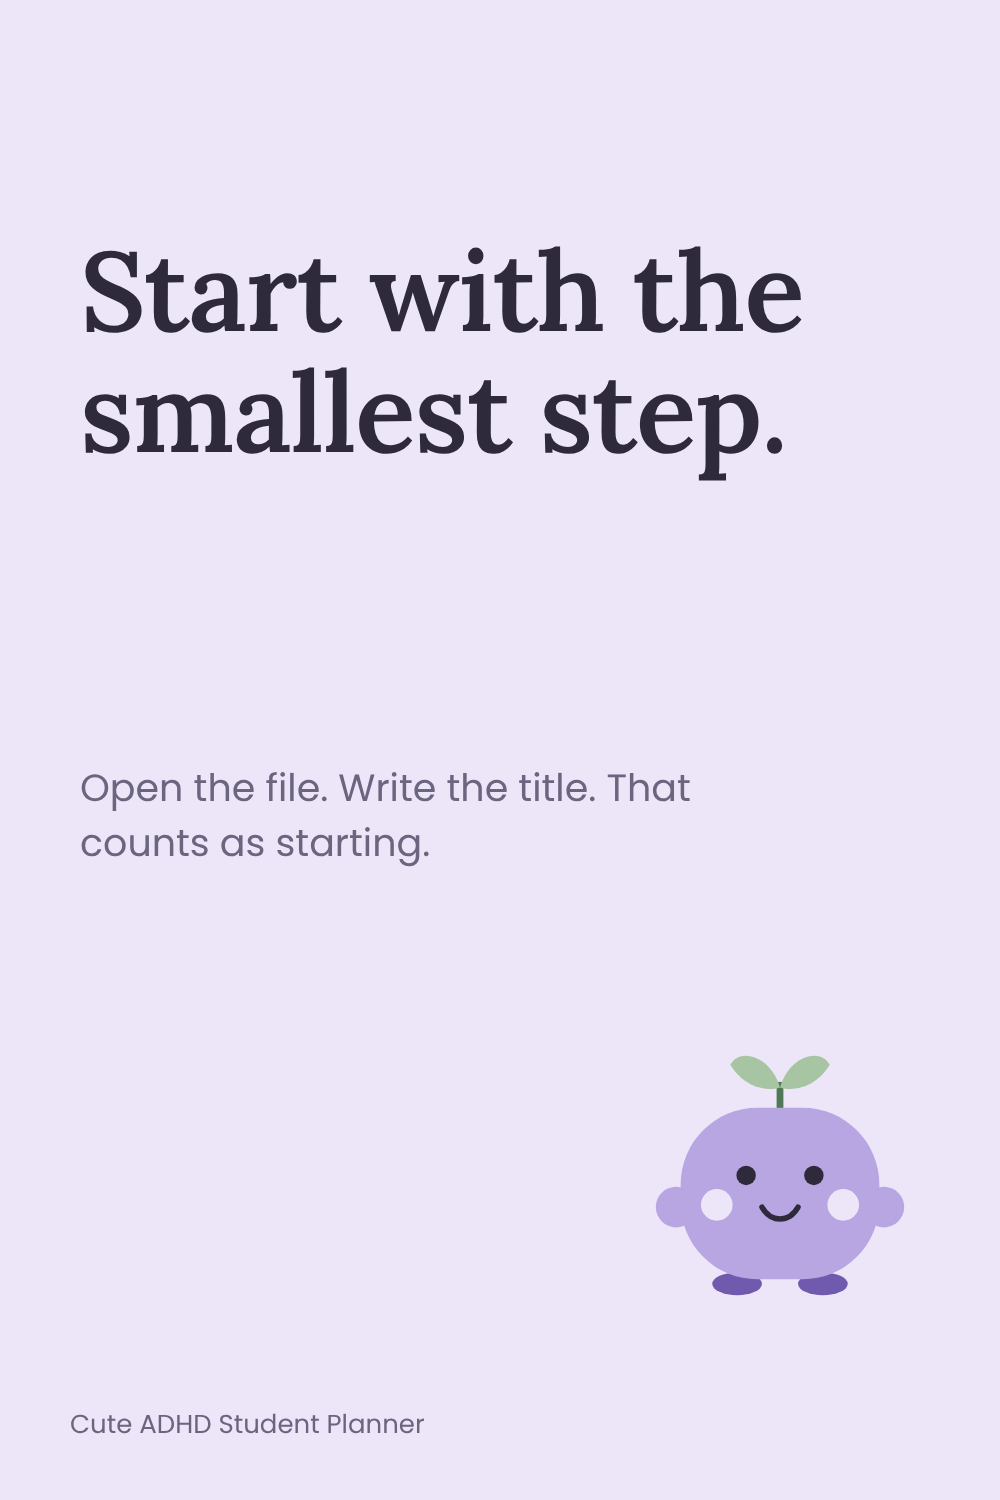 Start with the
smallest step.
Open the file. Write the title. That
counts as starting.
Cute ADHD Student Planner